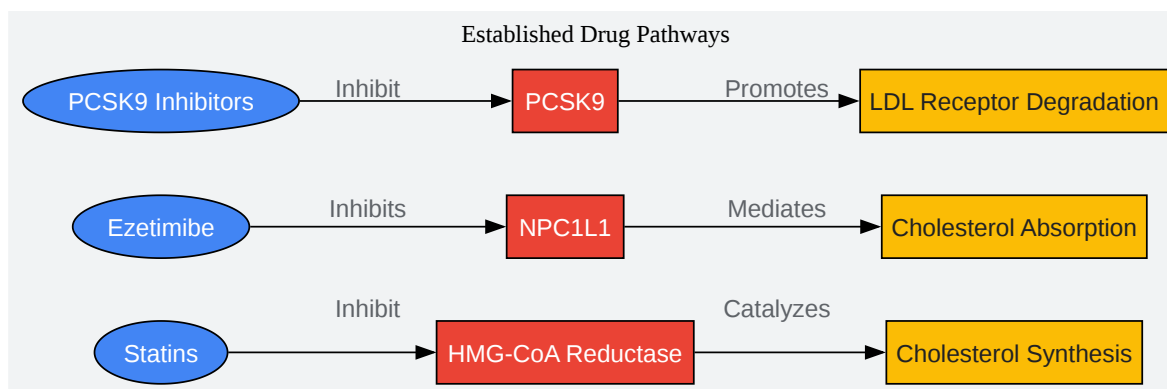 Established Drug Pathways
PCSK9 Inhibitors
Inhibit
PCSK9
Promotes
LDL Receptor Degradation
Ezetimibe
Inhibits
NPC1L1
Mediates
Cholesterol Absorption
Statins
Inhibit
HMG-CoA Reductase
Catalyzes
Cholesterol Synthesis